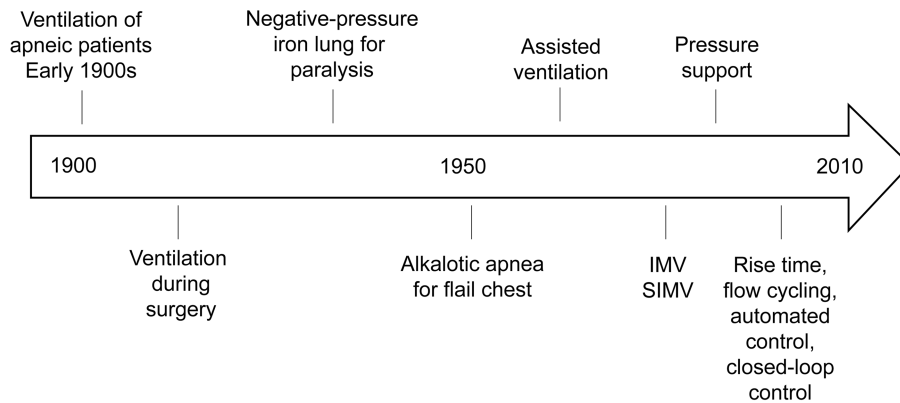 Ventilation of
apneic patients
Early 1900s
Negative-pressure
iron lung for
paralysis
Assisted
ventilation
Pressure
support
1900
1950
2010
Ventilation
during
surgery
Alkalotic apnea
for flail chest
IMV
SIMV
Rise time,
flow cycling,
automated
control,
closed-loop
control